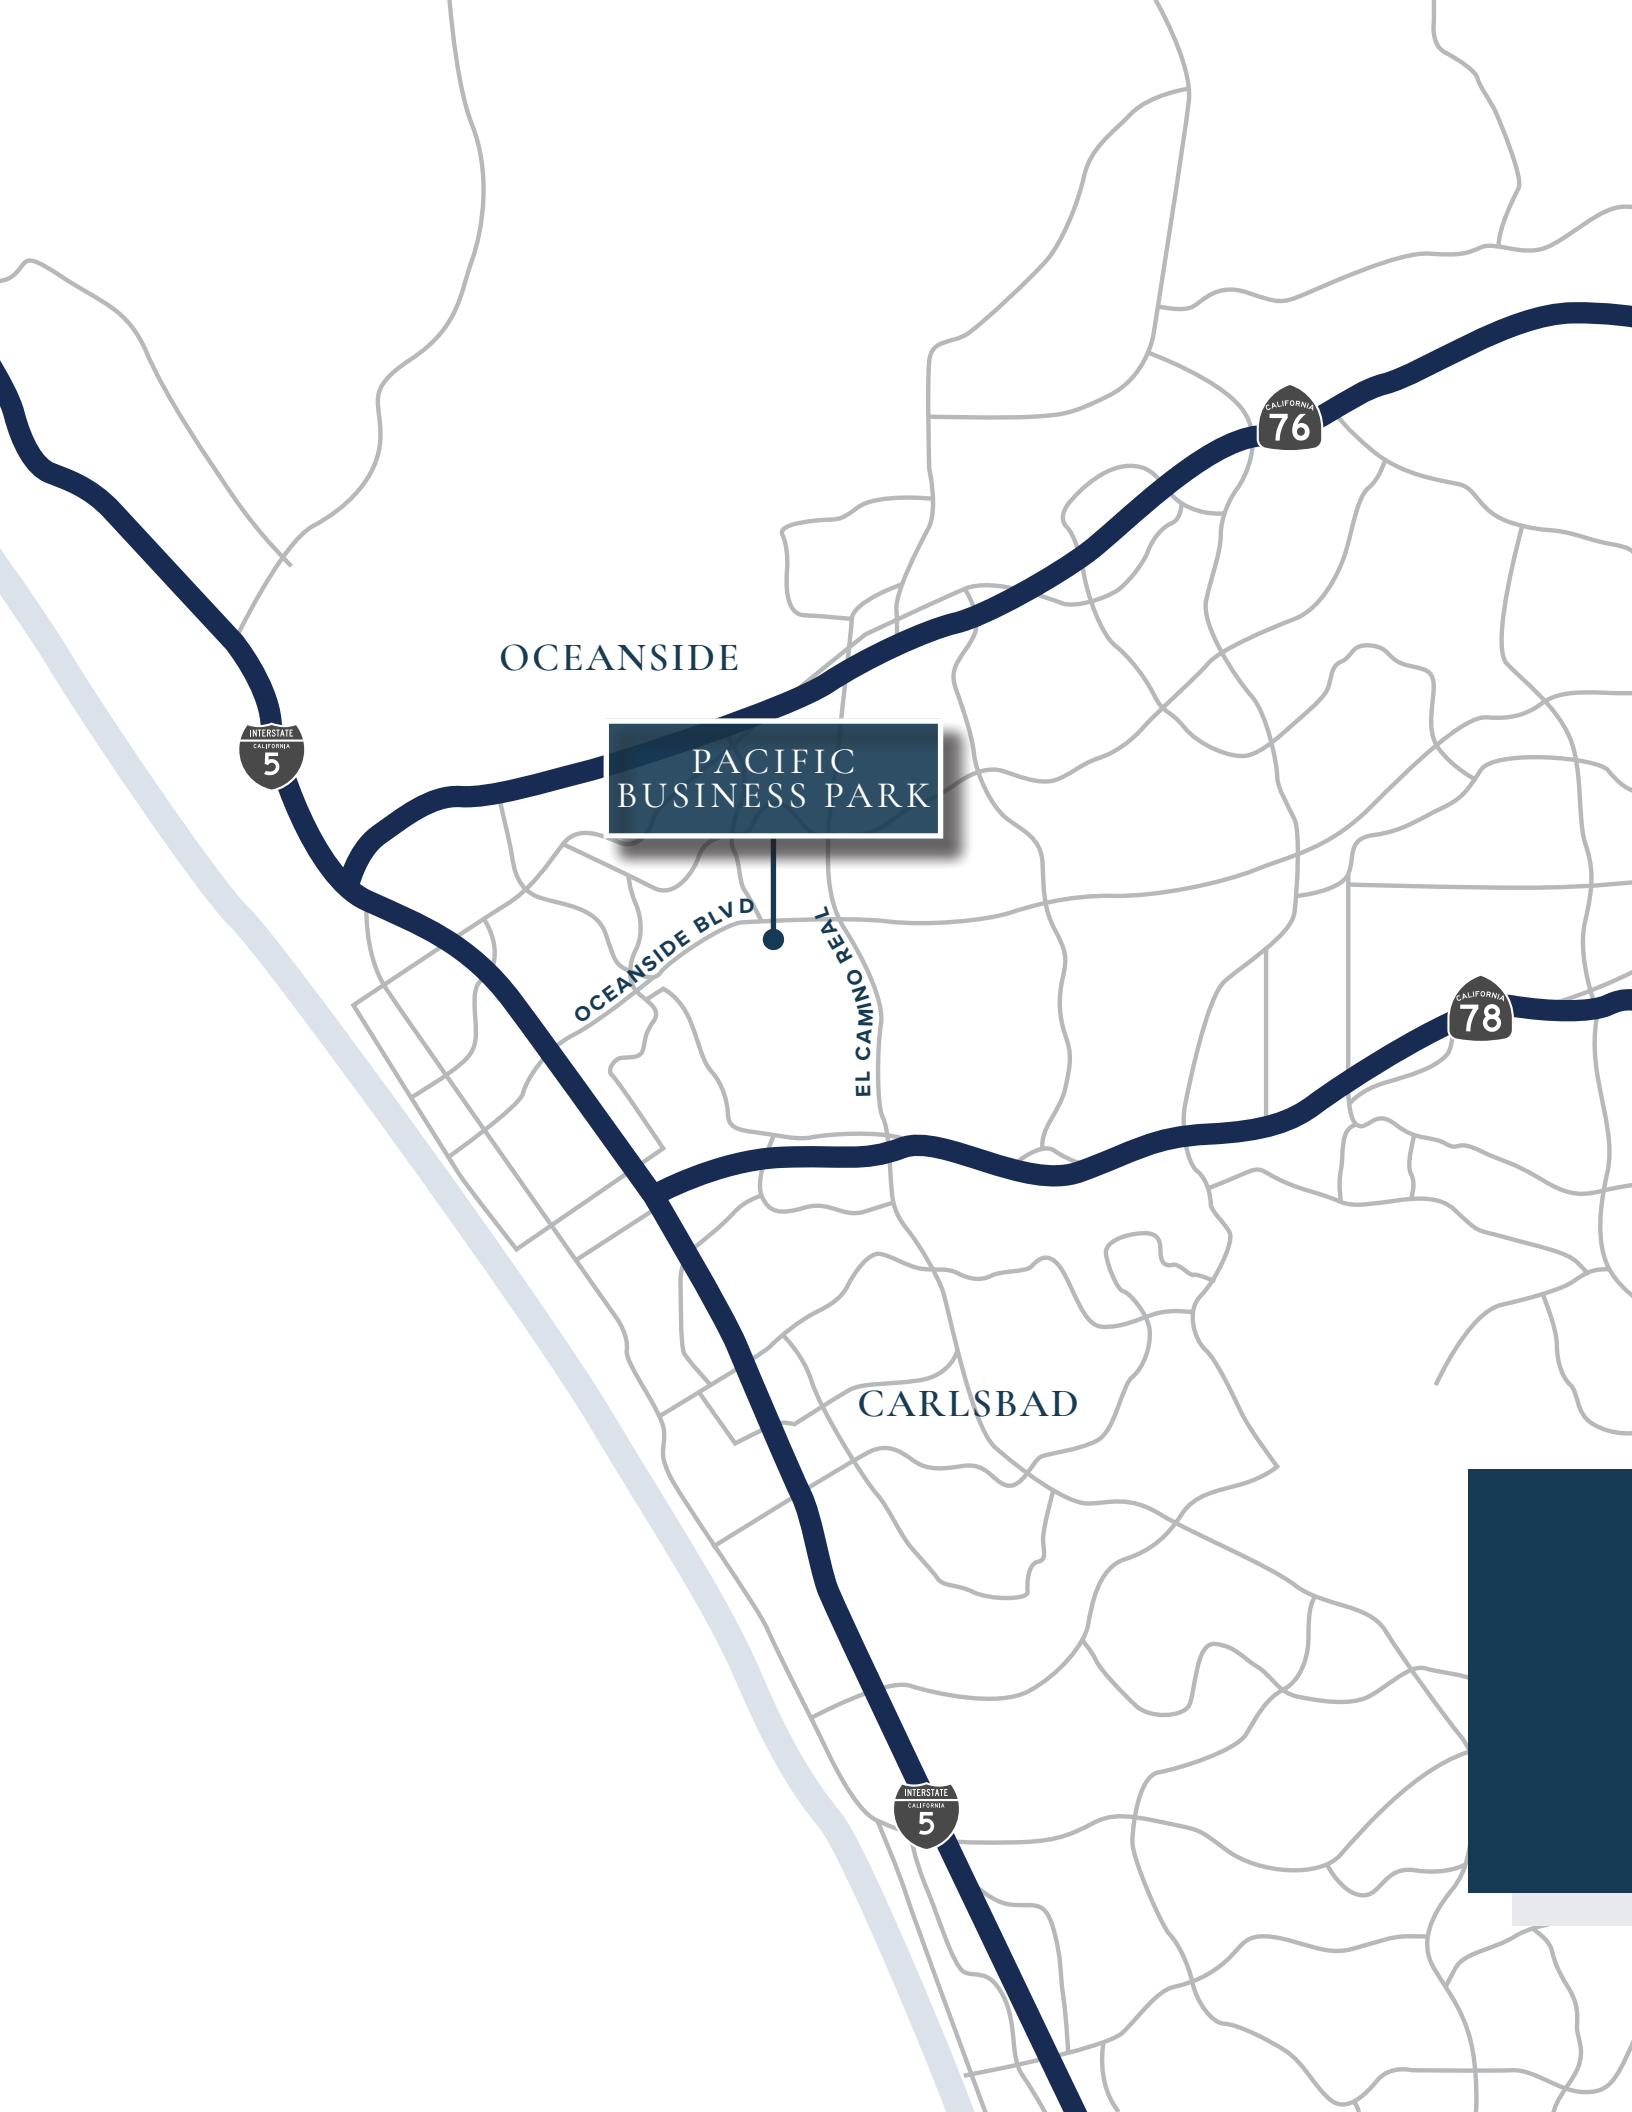 CALIFORNIA
76
OCEANSIDE
INTERSTATE
CALIFORNIA
5
PACIFIC
BUSINESS PARK
OCEANSIDE BLVD
EL CAMINO REAL
CALIFORNIA
78
CARLSBAD
INTERSTATE
CALIFORNIA
5